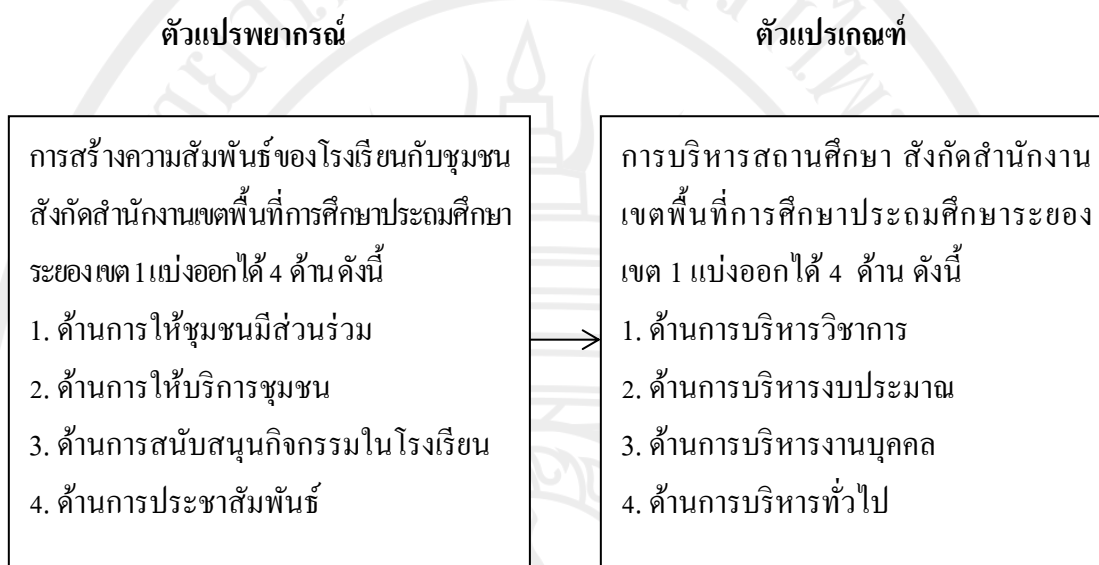 ตัวแปรพยากรณ์
ตัวแปรเกณฑ์
การสร้างความสัมพันธ์ของโรงเรียนกับชุมชน
สังกัดสำนักงานเขตพื้นที่การศึกษาประถมศึกษา
ระยอง เขต 1 แบ่งออกได้ 4 ด้าน ดังนี้
1. ด้านการให้ชุมชนมีส่วนร่วม
2. ด้านการให้บริการชุมชน
3. ด้านการสนับสนุนกิจกรรมในโรงเรียน
4. ด้านการประชาสัมพันธ์
การบริหารสถานศึกษา สังกัดสำนักงาน
เขตพื้นที่การศึกษาประถมศึกษาระยอง
เขต 1 แบ่งออกได้ 4 ด้าน ดังนี้
1. ด้านการบริหารวิชาการ
2. ด้านการบริหารงบประมาณ
3. ด้านการบริหารงานบุคคล
4. ด้านการบริหารทั่วไป